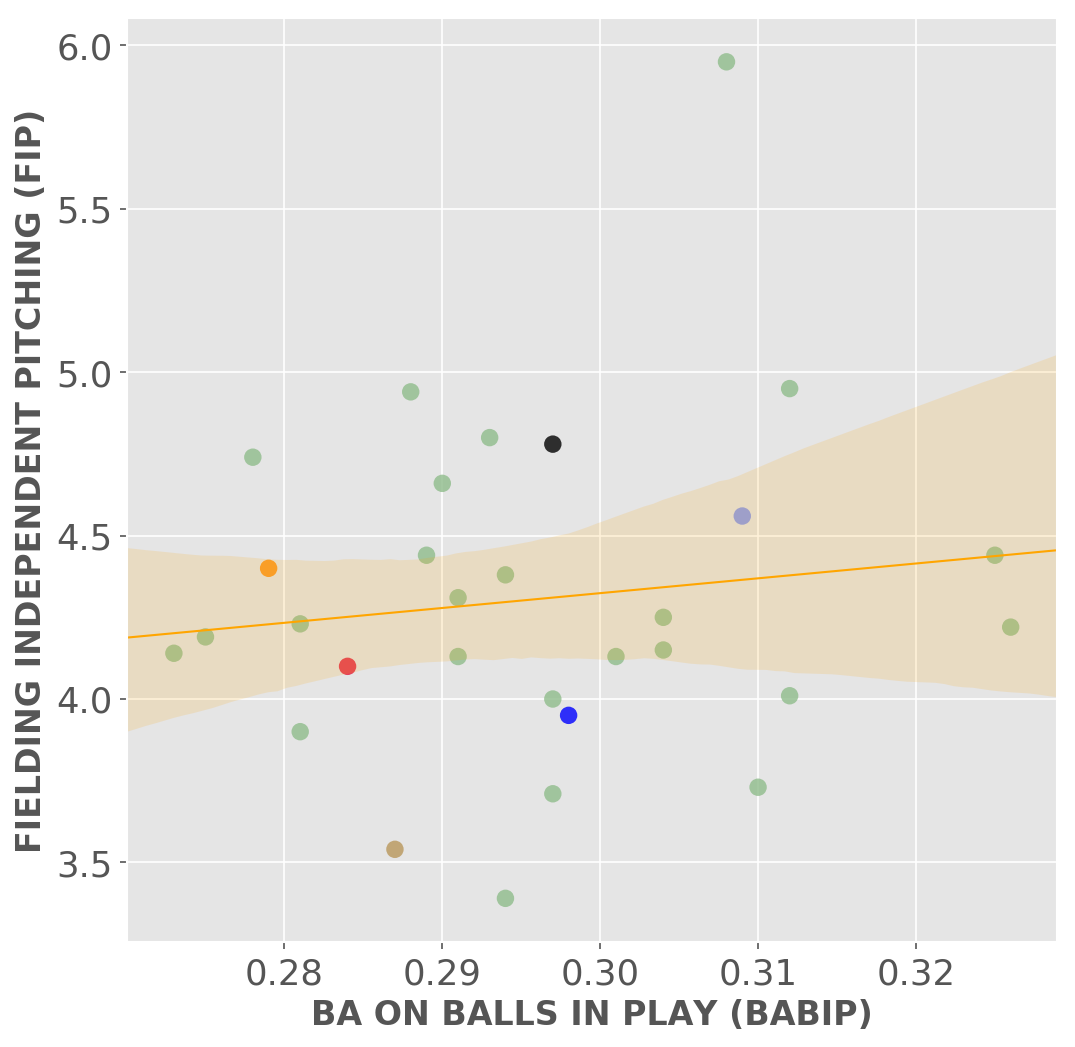 6.0
5.5
5.0
4.5
4.0
3.5
FIELDING INDEPENDENT PITCHING (FIP)
0.28 0.29 0.30 0.31 0.32
BA ON BALLS IN PLAY (BABIP)